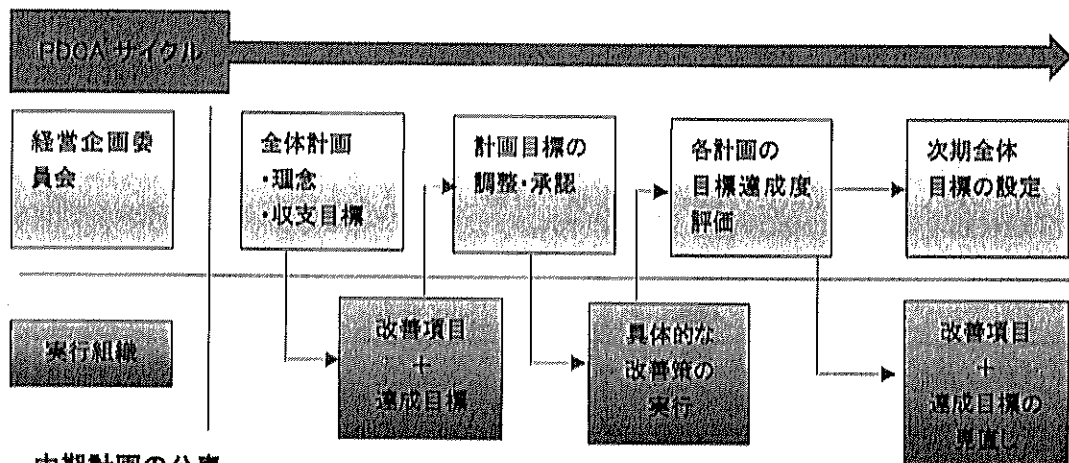 PDCAサイクル
経営企画委
員会
全体計画
・理念
・収支目標
計画目標の
調整・承認
各計画の
目標達成度
評価
次期全体
目標の設定
実行組織
改善項目
+
達成目標
具体的な
改善策の
実行
改善項目
+
達成目標の
見直し